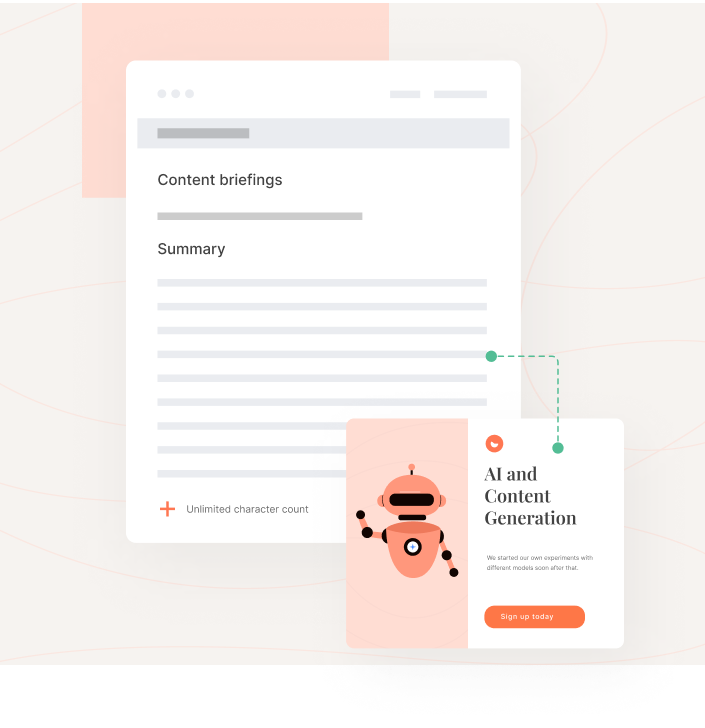 Content briefings
Summary
Unlimited character count
AI and
Content
Generation
We started our own experiments with
different models soon after that.
Sign up today